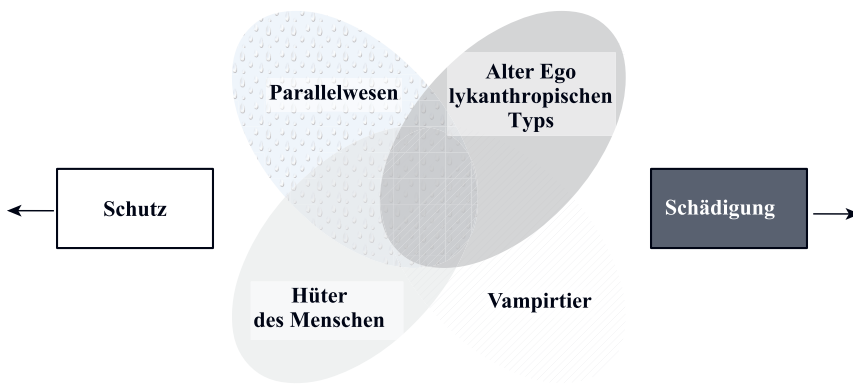 Parallelwesen
Alter Ego
lykanthropischen
Typs
Schutz
Schädigung
Hüter
des Menschen
Vampirtier